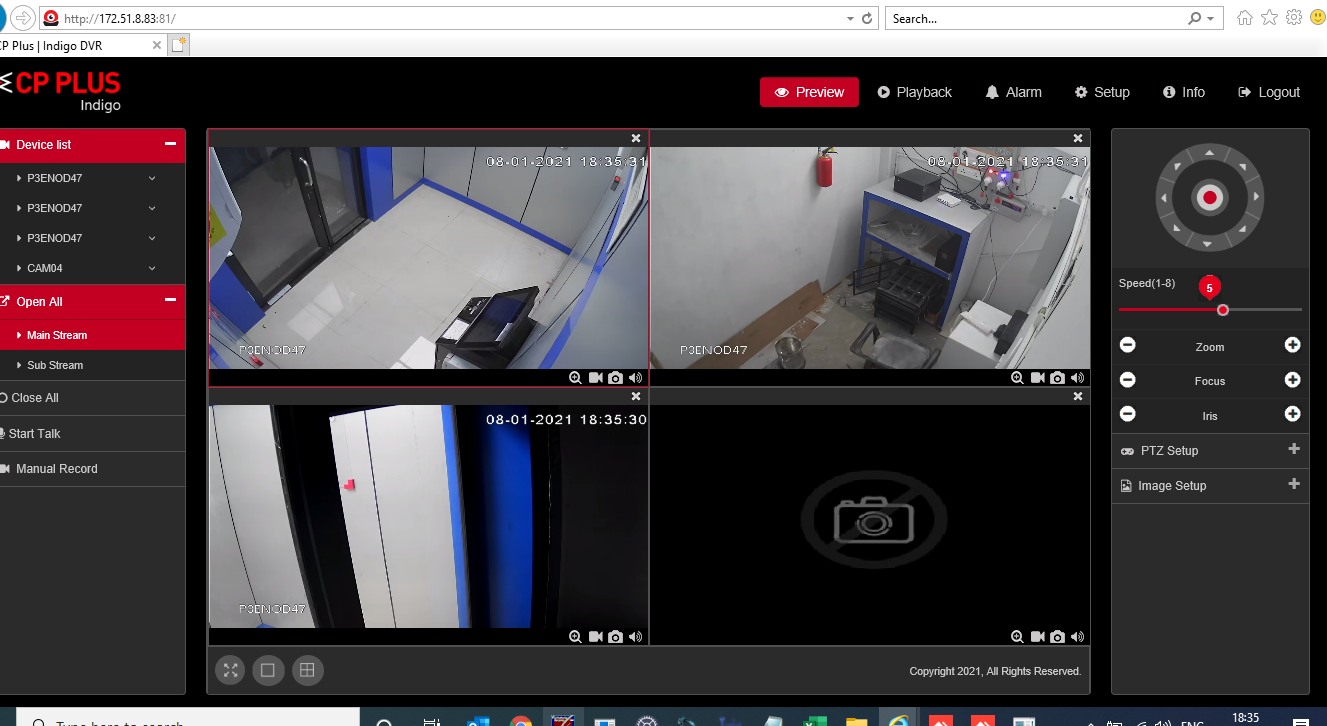 http://172.51.8.83:81/
Search...
CP Plus | Indigo DVR
CP PLUS
Indigo
Preview
Playback
Alarm
Setup
Info
Logout
Device list
P3ENOD47
P3ENOD47
P3ENOD47
CAM04
Open All
Main Stream
Sub Stream
Close All
Start Talk
Manual Record
08-01-2021 18:35:31
P3ENOD47
08-01-2021 18:35:31
P3ENOD47
08-01-2021 18:35:30
P3ENOD47
Copyright 2021, All Rights Reserved.
Speed(1-8)
5
Zoom
Focus
Iris
PTZ Setup
Image Setup
Type here to search
ENG
18:35